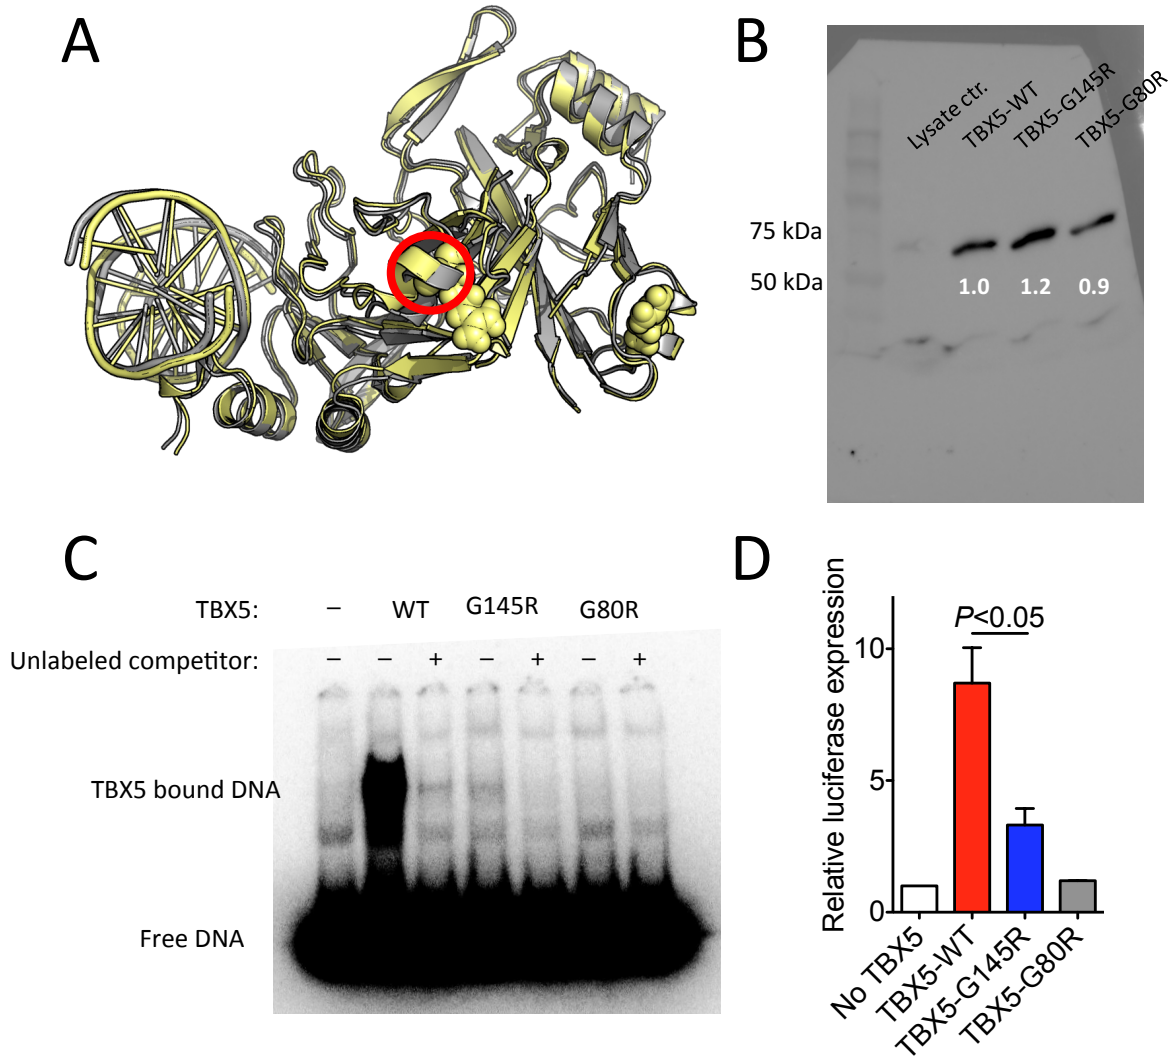 A
B
Lysate ctr.
TBX5-WT
TBX5-G145R
TBX5-G80R
75 kDa
50 kDa
1.0 1.2 0.9
C
TBX5: – WT G145R G80R
Unlabeled competitor: – – + – + – +
TBX5 bound DNA
Free DNA
D
Relative luciferase expression
P<0.05
10
5
0
No TBX5
TBX5-WT
TBX5-G145R
TBX5-G80R